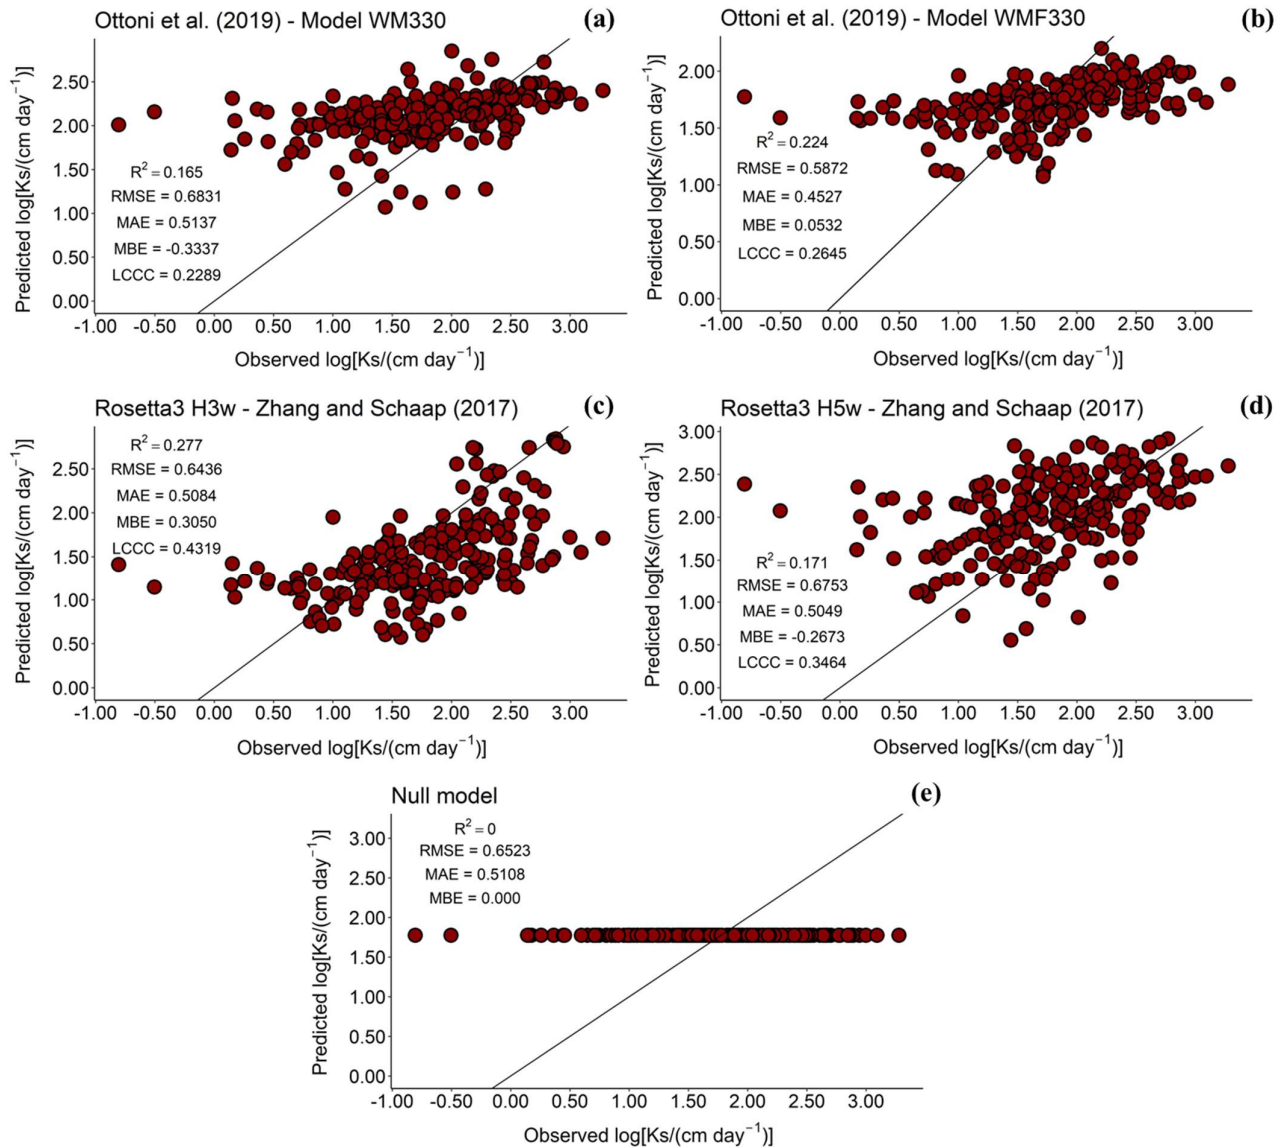 Ottoni et al. (2019) - Model WM330
(a)
Predicted log[Ks/(cm day⁻¹)]
2.50
2.00
1.50
1.00
0.50
0.00
R² = 0.165
RMSE = 0.6831
MAE = 0.5137
MBE = -0.3337
LCCC = 0.2289
-1.00 -0.50 0.00 0.50 1.00 1.50 2.00 2.50 3.00
Observed log[Ks/(cm day⁻¹)]
Ottoni et al. (2019) - Model WMF330
(b)
Predicted log[Ks/(cm day⁻¹)]
2.00
1.50
1.00
0.50
0.00
R² = 0.224
RMSE = 0.5872
MAE = 0.4527
MBE = 0.0532
LCCC = 0.2645
-1.00 -0.50 0.00 0.50 1.00 1.50 2.00 2.50 3.00
Observed log[Ks/(cm day⁻¹)]
Rosetta3 H3w - Zhang and Schaap (2017)
(c)
Predicted log[Ks/(cm day⁻¹)]
2.50
2.00
1.50
1.00
0.50
0.00
R² = 0.277
RMSE = 0.6436
MAE = 0.5084
MBE = 0.3050
LCCC = 0.4319
-1.00 -0.50 0.00 0.50 1.00 1.50 2.00 2.50 3.00
Observed log[Ks/(cm day⁻¹)]
Rosetta3 H5w - Zhang and Schaap (2017)
(d)
Predicted log[Ks/(cm day⁻¹)]
3.00
2.50
2.00
1.50
1.00
0.50
0.00
R² = 0.171
RMSE = 0.6753
MAE = 0.5049
MBE = -0.2673
LCCC = 0.3464
-1.00 -0.50 0.00 0.50 1.00 1.50 2.00 2.50 3.00
Observed log[Ks/(cm day⁻¹)]
Null model
(e)
Predicted log[Ks/(cm day⁻¹)]
3.00
2.50
2.00
1.50
1.00
0.50
0.00
R² = 0
RMSE = 0.6523
MAE = 0.5108
MBE = 0.000
-1.00 -0.50 0.00 0.50 1.00 1.50 2.00 2.50 3.00
Observed log[Ks/(cm day⁻¹)]